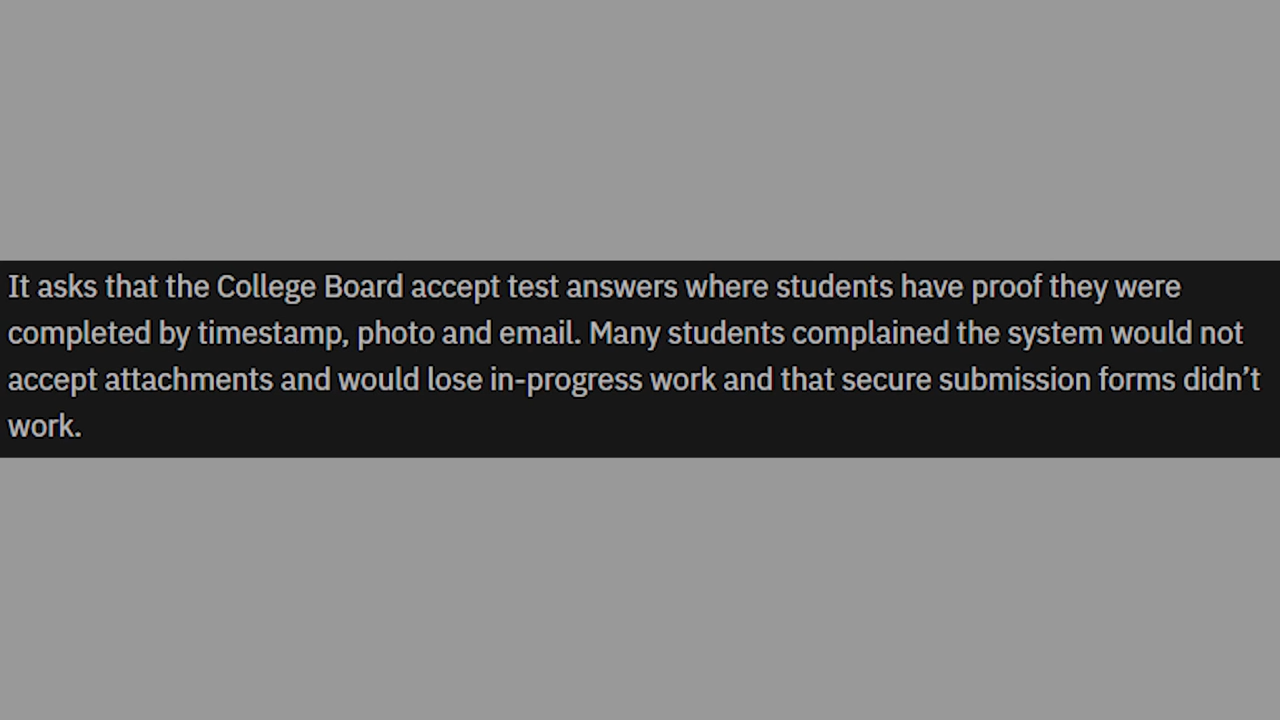 It asks that the College Board accept test answers where students have proof they were
completed by timestamp, photo and email. Many students complained the system would not
accept attachments and would lose in-progress work and that secure submission forms didn’t
work.